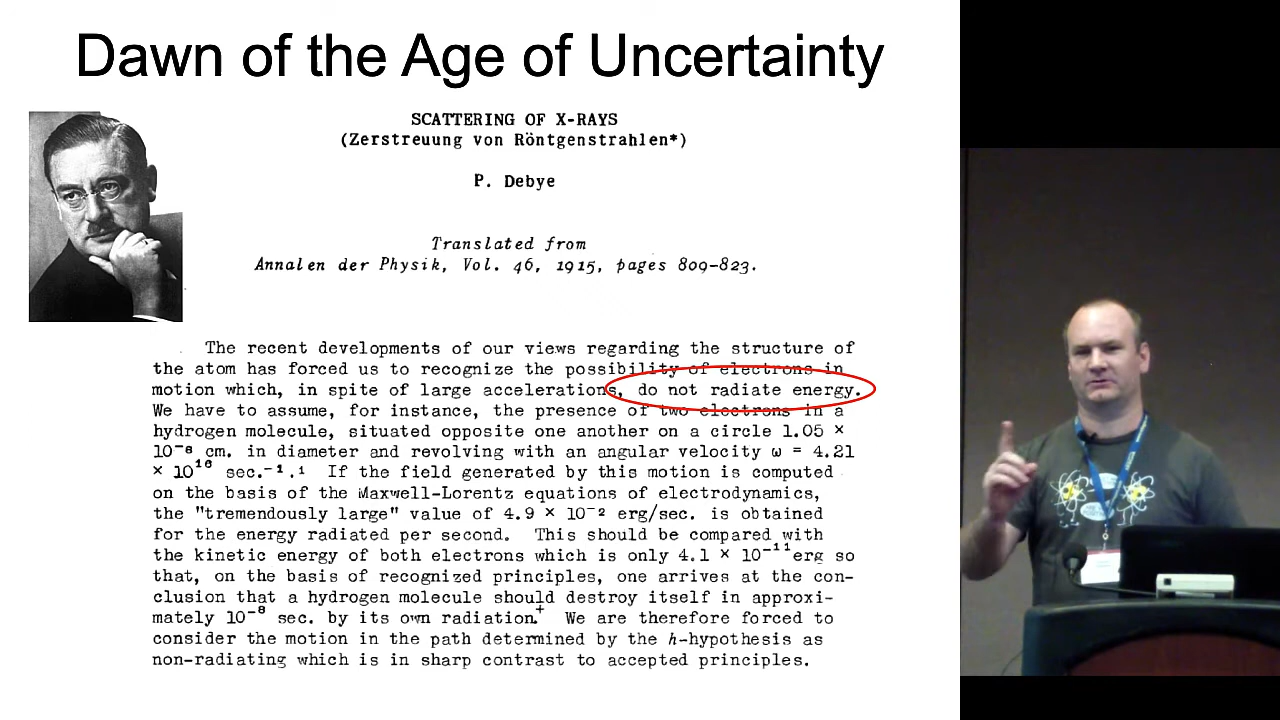 Dawn of the Age of Uncertainty
SCATTERING OF X-RAYS
(Zerstreuung von Röntgenstrahlen*)
P. Debye
Translated from
Annalen der Physik, Vol. 46, 1915, pages 809-823.
The recent developments of our views regarding the structure of
the atom has forced us to recognize the possibility of electrons in
motion which, in spite of large accelerations, do not radiate energy.
We have to assume, for instance, the presence of two electrons in a
hydrogen molecule, situated opposite one another on a circle 1.05 ×
10⁻⁸ cm. in diameter and revolving with an angular velocity ω = 4.21
× 10¹⁶ sec.⁻¹.¹ If the field generated by this motion is computed
on the basis of the Maxwell-Lorentz equations of electrodynamics,
the "tremendously large" value of 4.9 × 10⁻² erg/sec. is obtained
for the energy radiated per second. This should be compared with
the kinetic energy of both electrons which is only 4.1 × 10⁻¹¹erg so
that, on the basis of recognized principles, one arrives at the con-
clusion that a hydrogen molecule should destroy itself in approxi-
mately 10⁻⁸ sec. by its own radiation.⁺ We are therefore forced to
consider the motion in the path determined by the h-hypothesis as
non-radiating which is in sharp contrast to accepted principles.